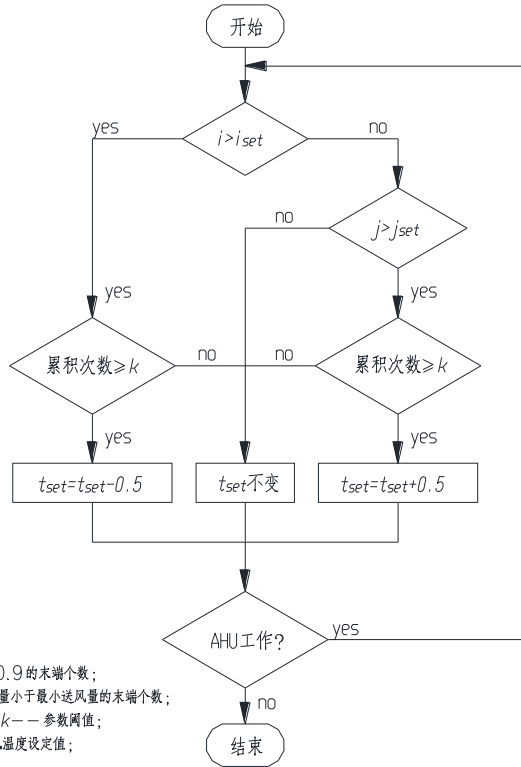 开始
yes
i>iset
no
no
j>jset
yes
yes
累积次数≥k
no
no
累积次数≥k
yes
yes
tset=tset-0.5
tset不变
tset=tset+0.5
AHU工作?
yes
0.9的末端个数;
量小于最小送风量的末端个数;
k-- 参数阈值;
温度设定值;
no
结束